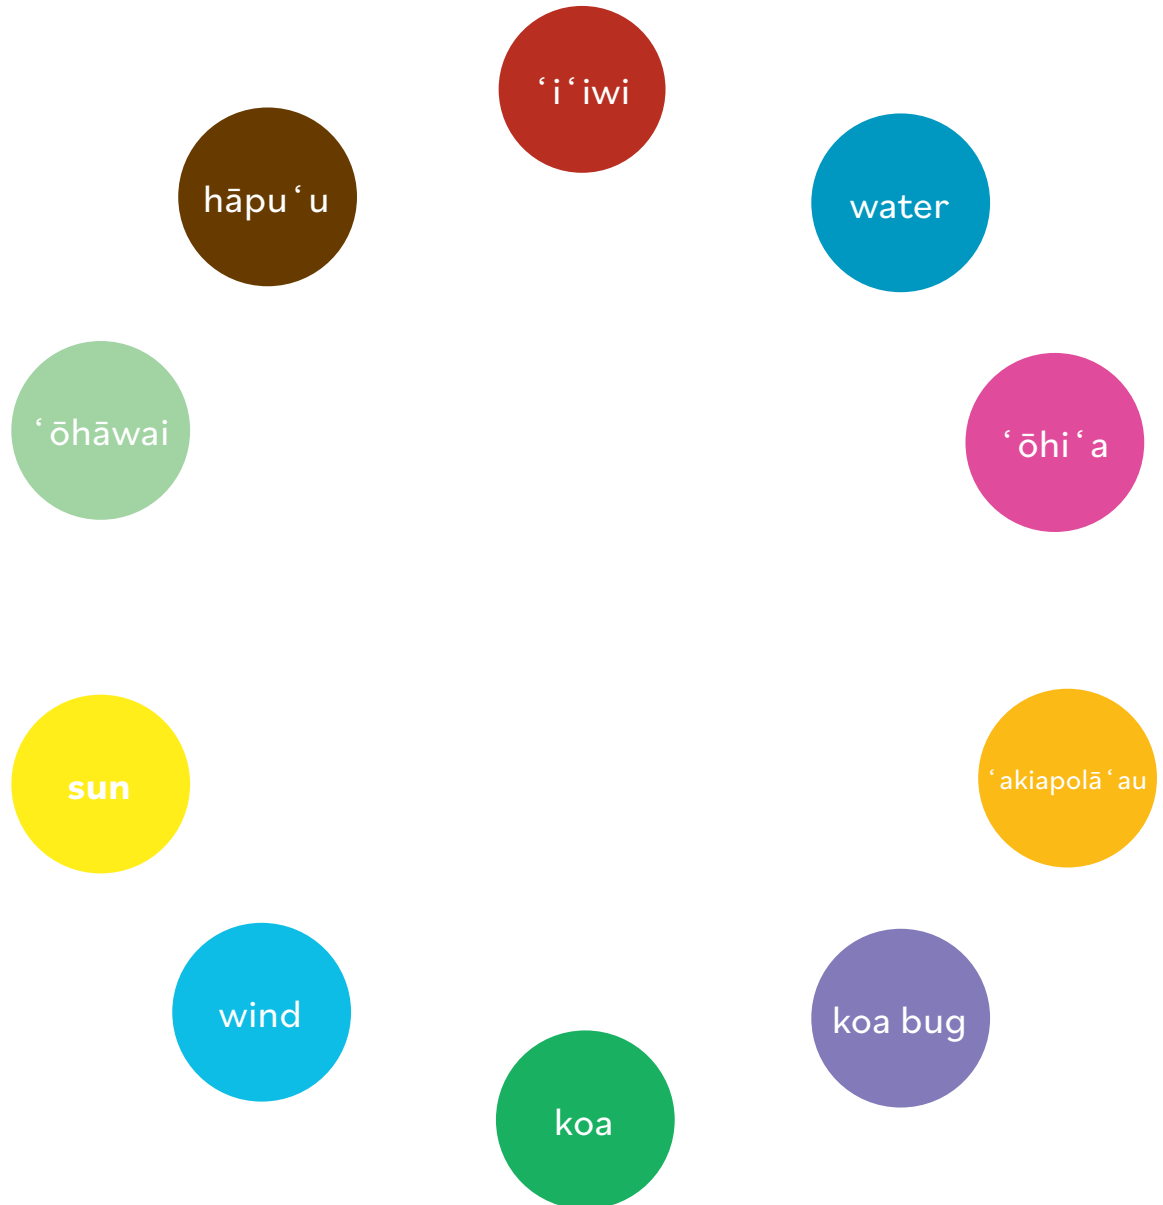 ʻiʻiwi
hāpuʻu
water
ʻōhāwai
ʻōhiʻa
sun
ʻakiapolāʻau
wind
koa bug
koa